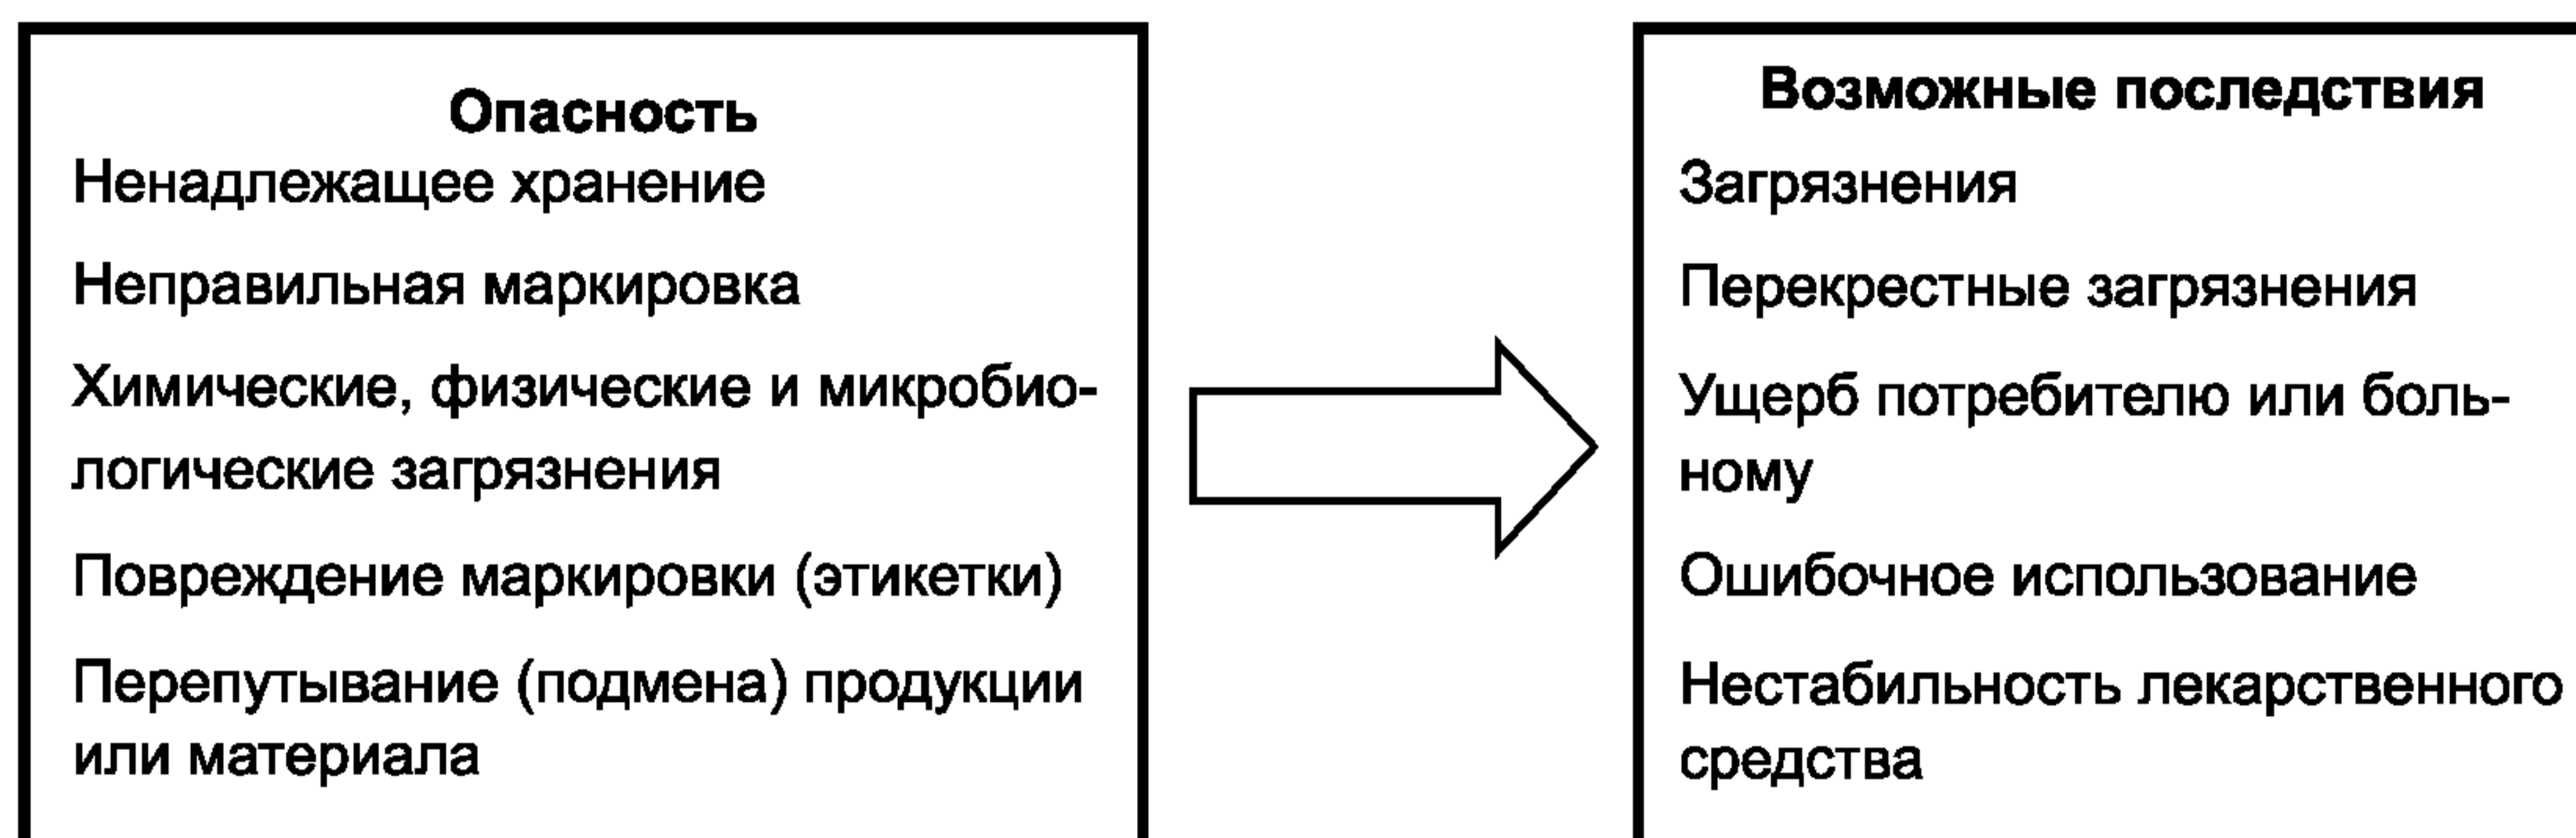 Опасность
Ненадлежащее хранение
Неправильная маркировка
Химические, физические и микробио-
логические загрязнения
Повреждение маркировки (этикетки)
Перепутывание (подмена) продукции
или материала
Возможные последствия
Загрязнения
Перекрестные загрязнения
Ущерб потребителю или боль-
ному
Ошибочное использование
Нестабильность лекарственного
средства